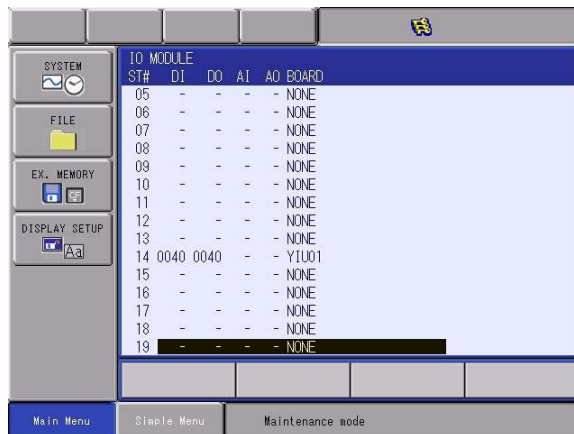 SYSTEM
FILE
EX. MEMORY
DISPLAY SETUP
Aa
IO MODULE
ST# DI DO AI AO BOARD
05 - - - - NONE
06 - - - - NONE
07 - - - - NONE
08 - - - - NONE
09 - - - - NONE
10 - - - - NONE
11 - - - - NONE
12 - - - - NONE
13 - - - - NONE
14 0040 0040 - - YIU01
15 - - - - NONE
16 - - - - NONE
17 - - - - NONE
18 - - - - NONE
19 - - - - NONE
Main Menu
Simple Menu
Maintenance mode